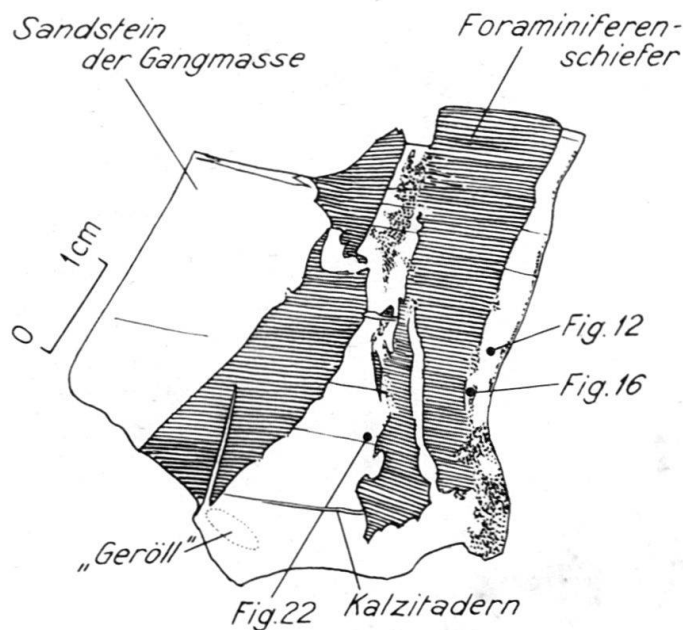 Sandstein
der Gangmasse
Foraminiferen-
schiefer
1cm
0
Fig.12
Fig.16
„Geröll"
Fig.22
Kalzitadern